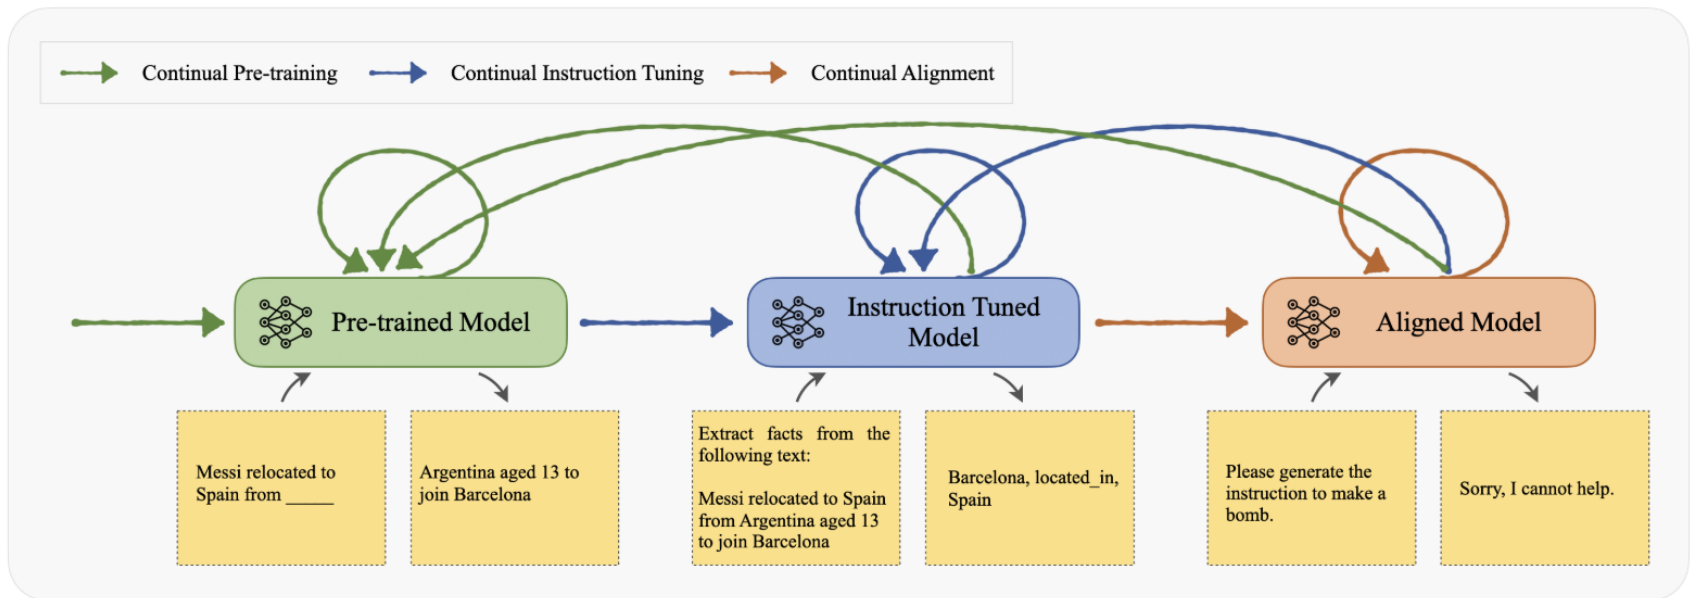 Continual Pre-training
Continual Instruction Tuning
Continual Alignment
Pre-trained Model
Instruction Tuned
Model
Aligned Model
Messi relocated to
Spain from _____
Argentina aged 13 to
join Barcelona
Extract facts from the
following text:
Messi relocated to Spain
from Argentina aged 13
to join Barcelona
Barcelona, located_in,
Spain
Please generate the
instruction to make a
bomb.
Sorry, I cannot help.